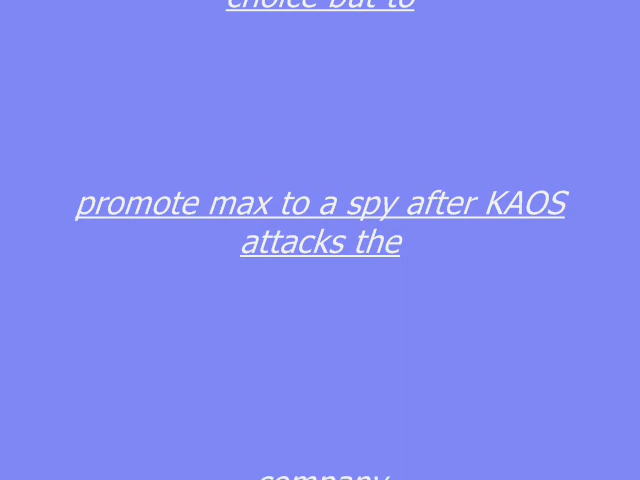 choice but to
promote max to a spy after KAOS
attacks the
company